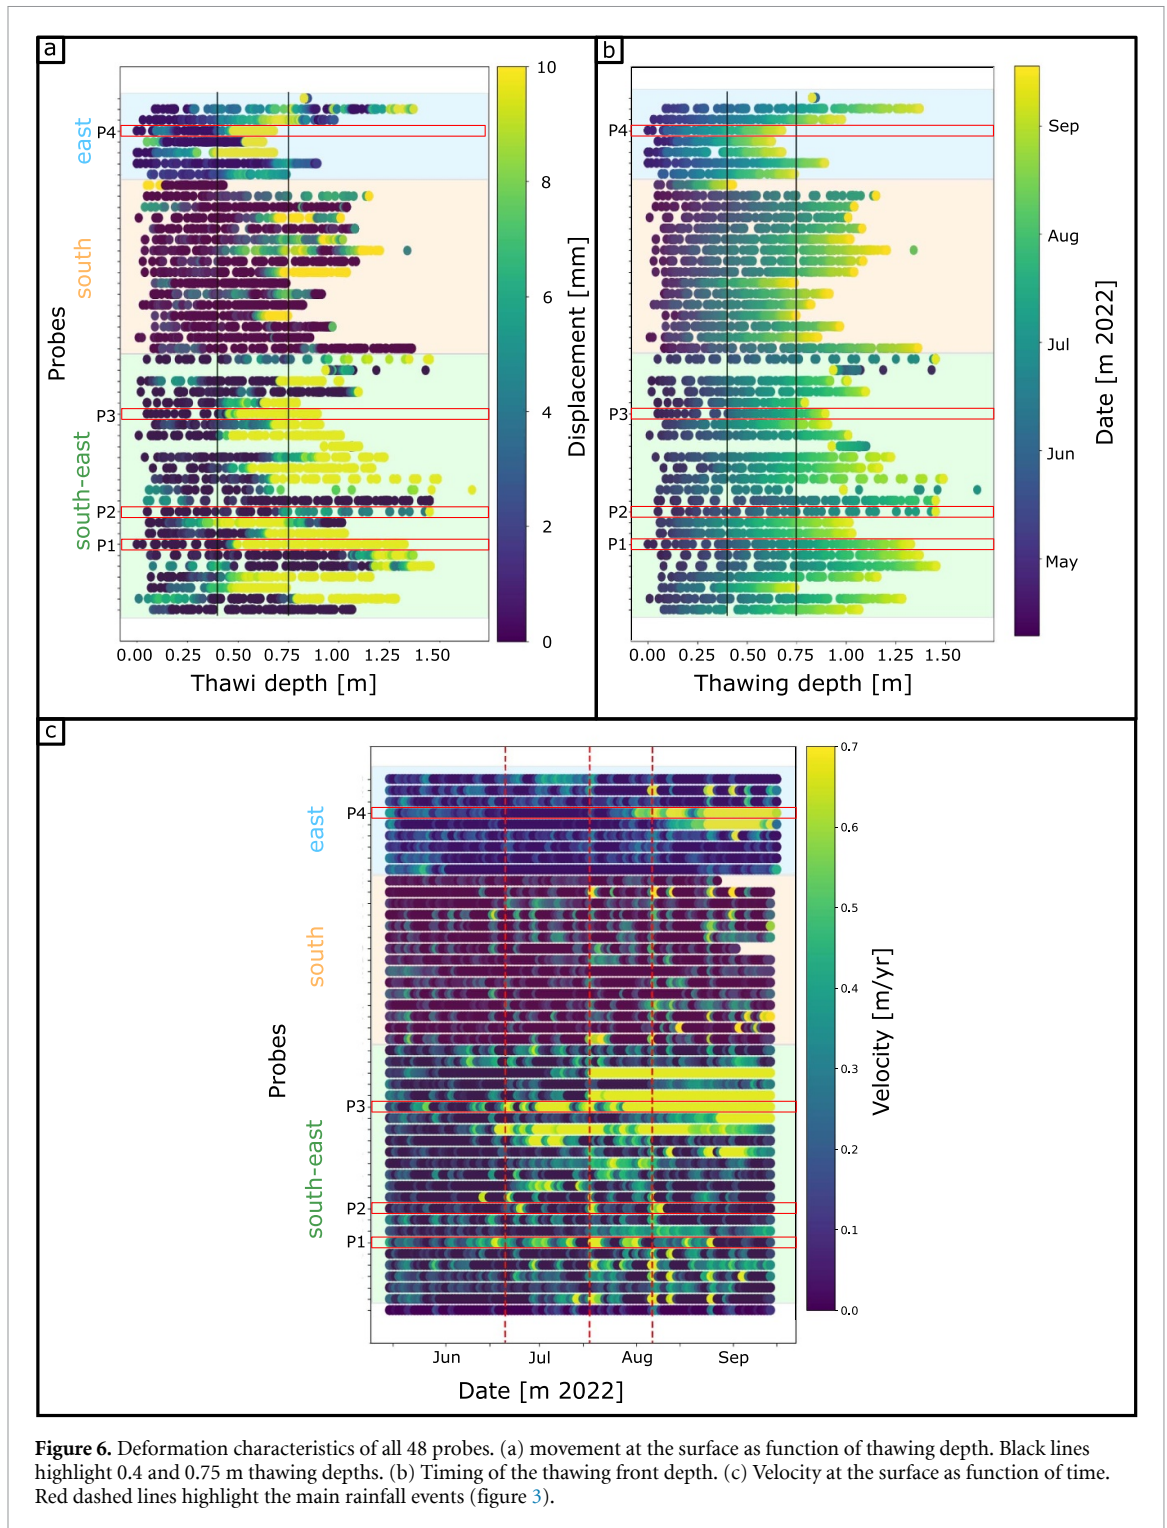 a
east
south
south-east
Probes
P4
P3
P2
P1
0.00 0.25 0.50 0.75 1.00 1.25 1.50
Thawi depth [m]
10
8
6
4
2
0
Displacement [mm]
b
P4
P3
P2
P1
0.00 0.25 0.50 0.75 1.00 1.25 1.50
Thawing depth [m]
Sep
Aug
Jul
Jun
May
Date [m 2022]
c
east
south
south-east
Probes
P4
P3
P2
P1
Jun Jul Aug Sep
Date [m 2022]
0.7
0.6
0.5
0.4
0.3
0.2
0.1
0.0
Velocity [m/yr]
Figure 6. Deformation characteristics of all 48 probes. (a) movement at the surface as function of thawing depth. Black lines
highlight 0.4 and 0.75 m thawing depths. (b) Timing of the thawing front depth. (c) Velocity at the surface as function of time.
Red dashed lines highlight the main rainfall events (figure 3).